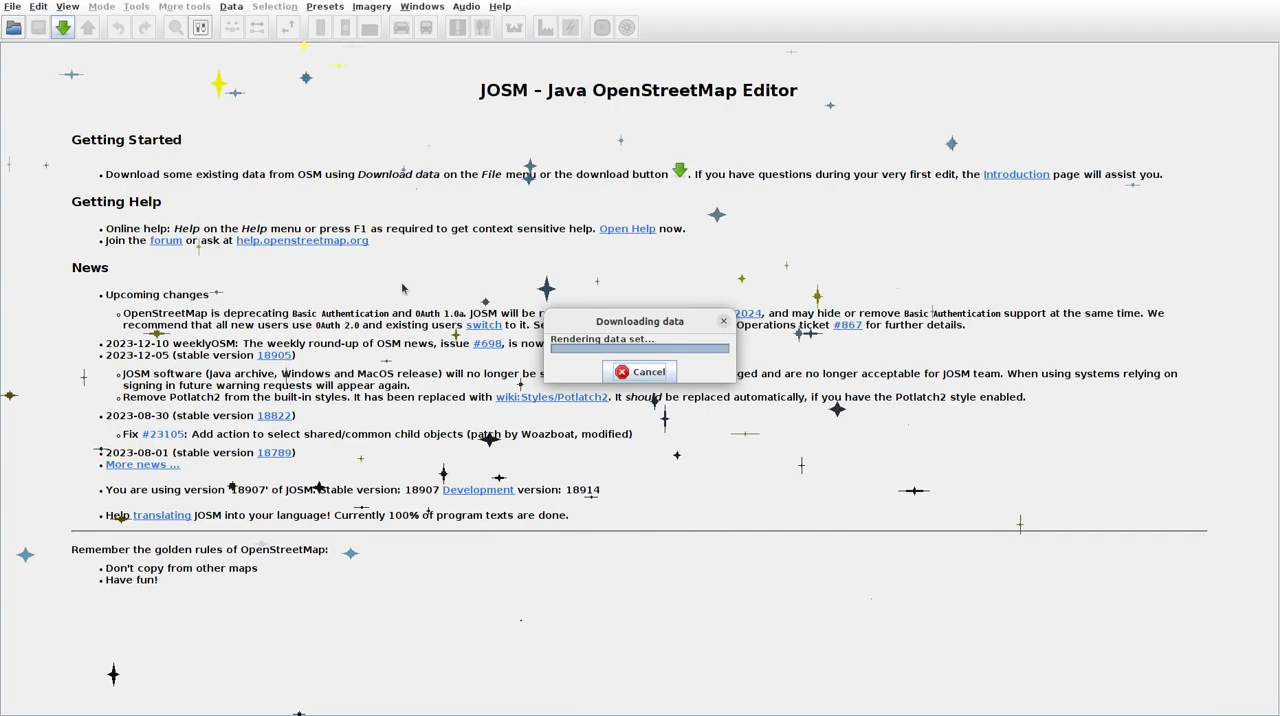 File Edit View Mode Tools More tools Data Selection Presets Imagery Windows Audio Help
JOSM – Java OpenStreetMap Editor
Getting Started
• Download some existing data from OSM using Download data on the File menu or the download button . If you have questions during your very first edit, the Introduction page will assist you.
Getting Help
• Online help: Help on the Help menu or press F1 as required to get context sensitive help. Open Help now.
• Join the forum or ask at help.openstreetmap.org
News
• Upcoming changes
OpenStreetMap is deprecating Basic Authentication and OAuth 1.0a. JOSM will be 2024, and may hide or remove Basic Authentication support at the same time. We
recommend that all new users use OAuth 2.0 and existing users switch to it. Operations ticket #867 for further details.
• 2023-12-10 weeklyOSM: The weekly round-up of OSM news, issue #698, is now
• 2023-12-05 (stable version 18905)
JOSM software (Java archive, Windows and MacOS release) will no longer be and are no longer acceptable for JOSM team. When using systems relying on
signing in future warning requests will appear again.
Remove Potlatch2 from the built-in styles. It has been replaced with wiki:Styles/Potlatch2. It should be replaced automatically, if you have the Potlatch2 style enabled.
• 2023-08-30 (stable version 18822)
Fix #23105: Add action to select shared/common child objects (patch by Woazboat, modified)
• 2023-08-01 (stable version 18789)
• More news ...
• You are using version '18907' of JOSM. Stable version: 18907 Development version: 18914
• Help translating JOSM into your language! Currently 100% of program texts are done.
Remember the golden rules of OpenStreetMap:
• Don't copy from other maps
• Have fun!
Downloading data
Rendering data set...
Cancel